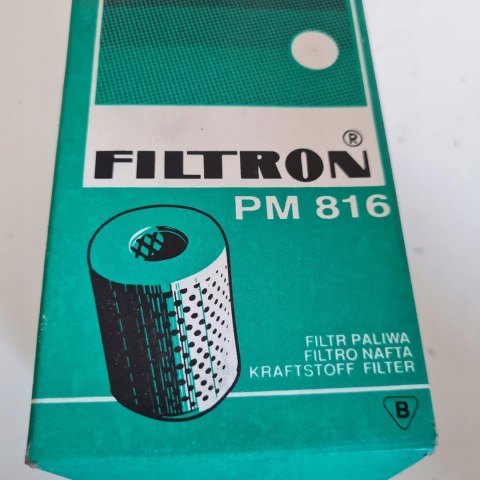 FILTRON®
PM 816
FILTR PALIWA
FILTRO NAFTA
KRAFTSTOFF FILTER
B